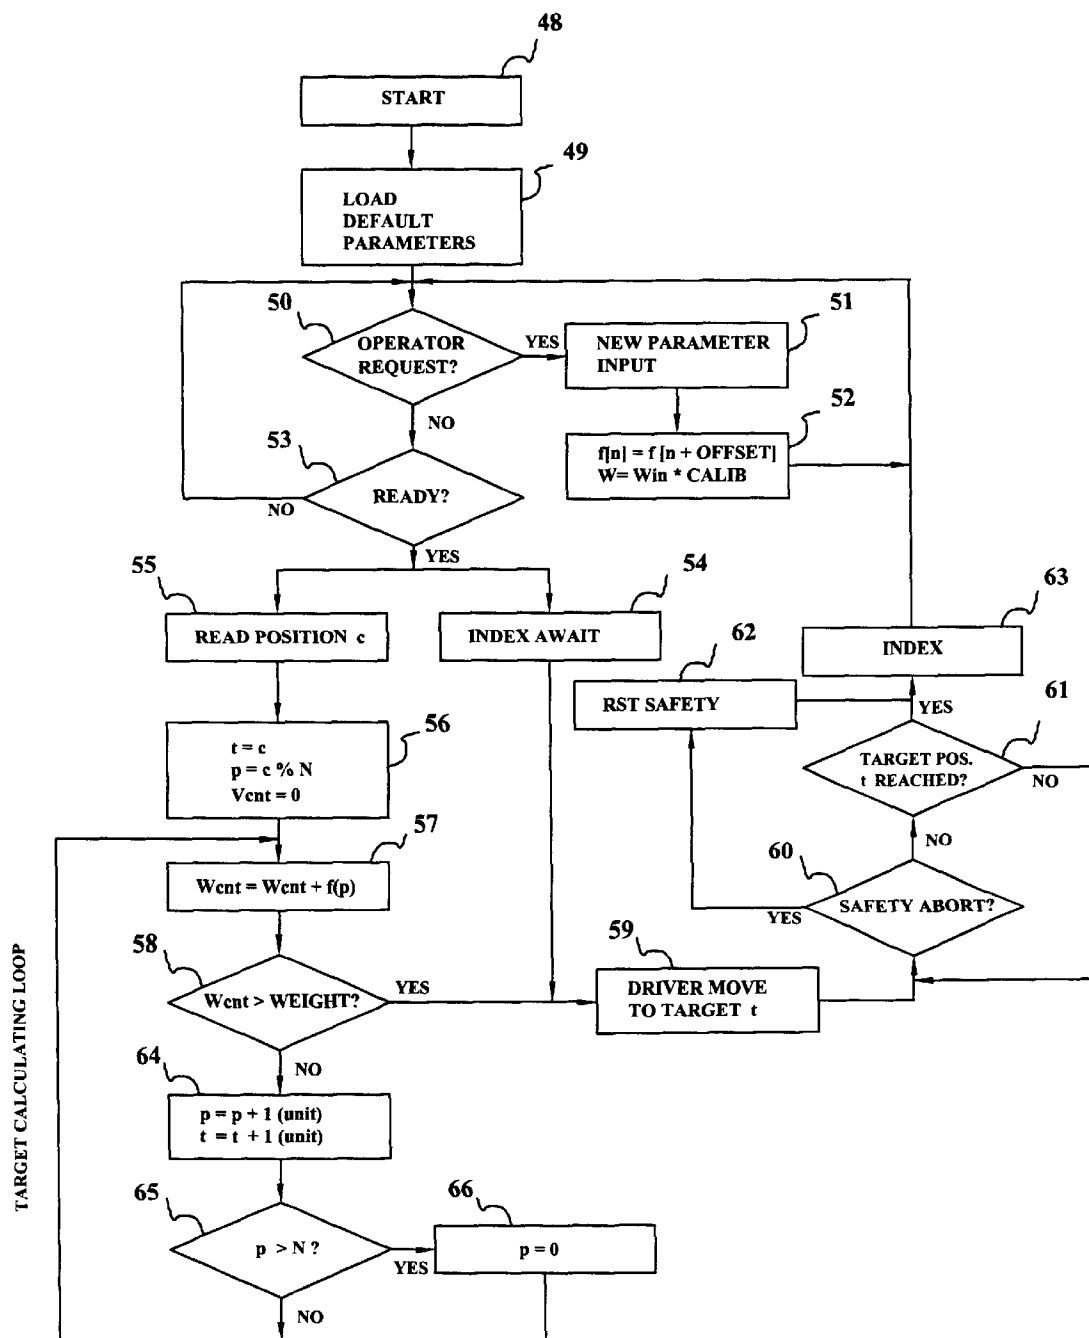 48
START
49
LOAD
DEFAULT
PARAMETERS
50
OPERATOR
REQUEST?
YES
NO
51
NEW PARAMETER
INPUT
52
f[n] = f [n + OFFSET]
W= Win * CALIB
53
READY?
NO
YES
55
READ POSITION c
54
INDEX AWAIT
56
t = c
p = c % N
Vcnt = 0
57
Wcnt = Wcnt + f(p)
58
Wcnt > WEIGHT?
YES
NO
59
DRIVER MOVE
TO TARGET t
60
SAFETY ABORT?
YES
NO
61
TARGET POS.
t REACHED?
YES
NO
62
RST SAFETY
63
INDEX
64
p = p + 1 (unit)
t = t + 1 (unit)
65
p > N ?
YES
NO
66
p = 0
TARGET CALCULATING LOOP